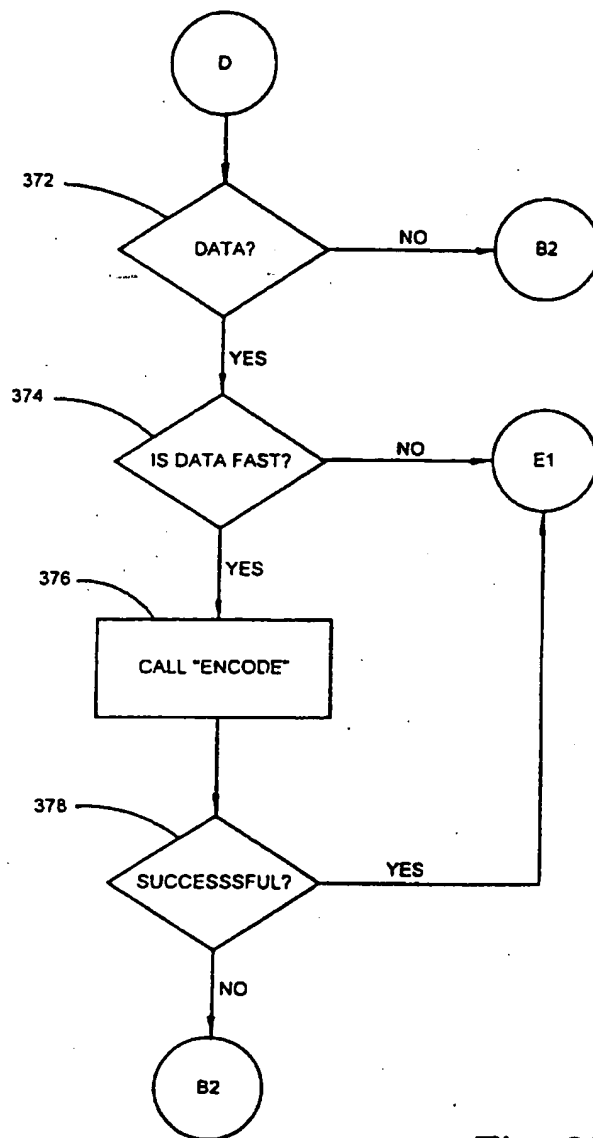 D
372
DATA?
NO
B2
YES
374
IS DATA FAST?
NO
E1
YES
376
CALL "ENCODE"
378
SUCCESSSFUL?
YES
NO
B2